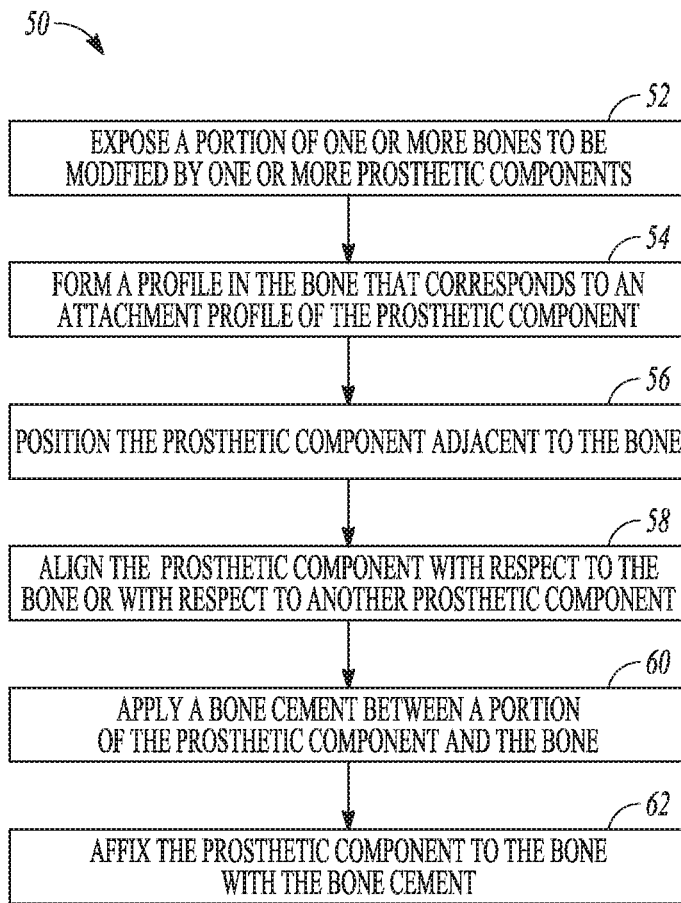 50
52
EXPOSE A PORTION OF ONE OR MORE BONES TO BE
MODIFIED BY ONE OR MORE PROSTHETIC COMPONENTS
54
FORM A PROFILE IN THE BONE THAT CORRESPONDS TO AN
ATTACHMENT PROFILE OF THE PROSTHETIC COMPONENT
56
POSITION THE PROSTHETIC COMPONENT ADJACENT TO THE BONE
58
ALIGN THE PROSTHETIC COMPONENT WITH RESPECT TO THE
BONE OR WITH RESPECT TO ANOTHER PROSTHETIC COMPONENT
60
APPLY A BONE CEMENT BETWEEN A PORTION
OF THE PROSTHETIC COMPONENT AND THE BONE
62
AFFIX THE PROSTHETIC COMPONENT TO THE BONE
WITH THE BONE CEMENT